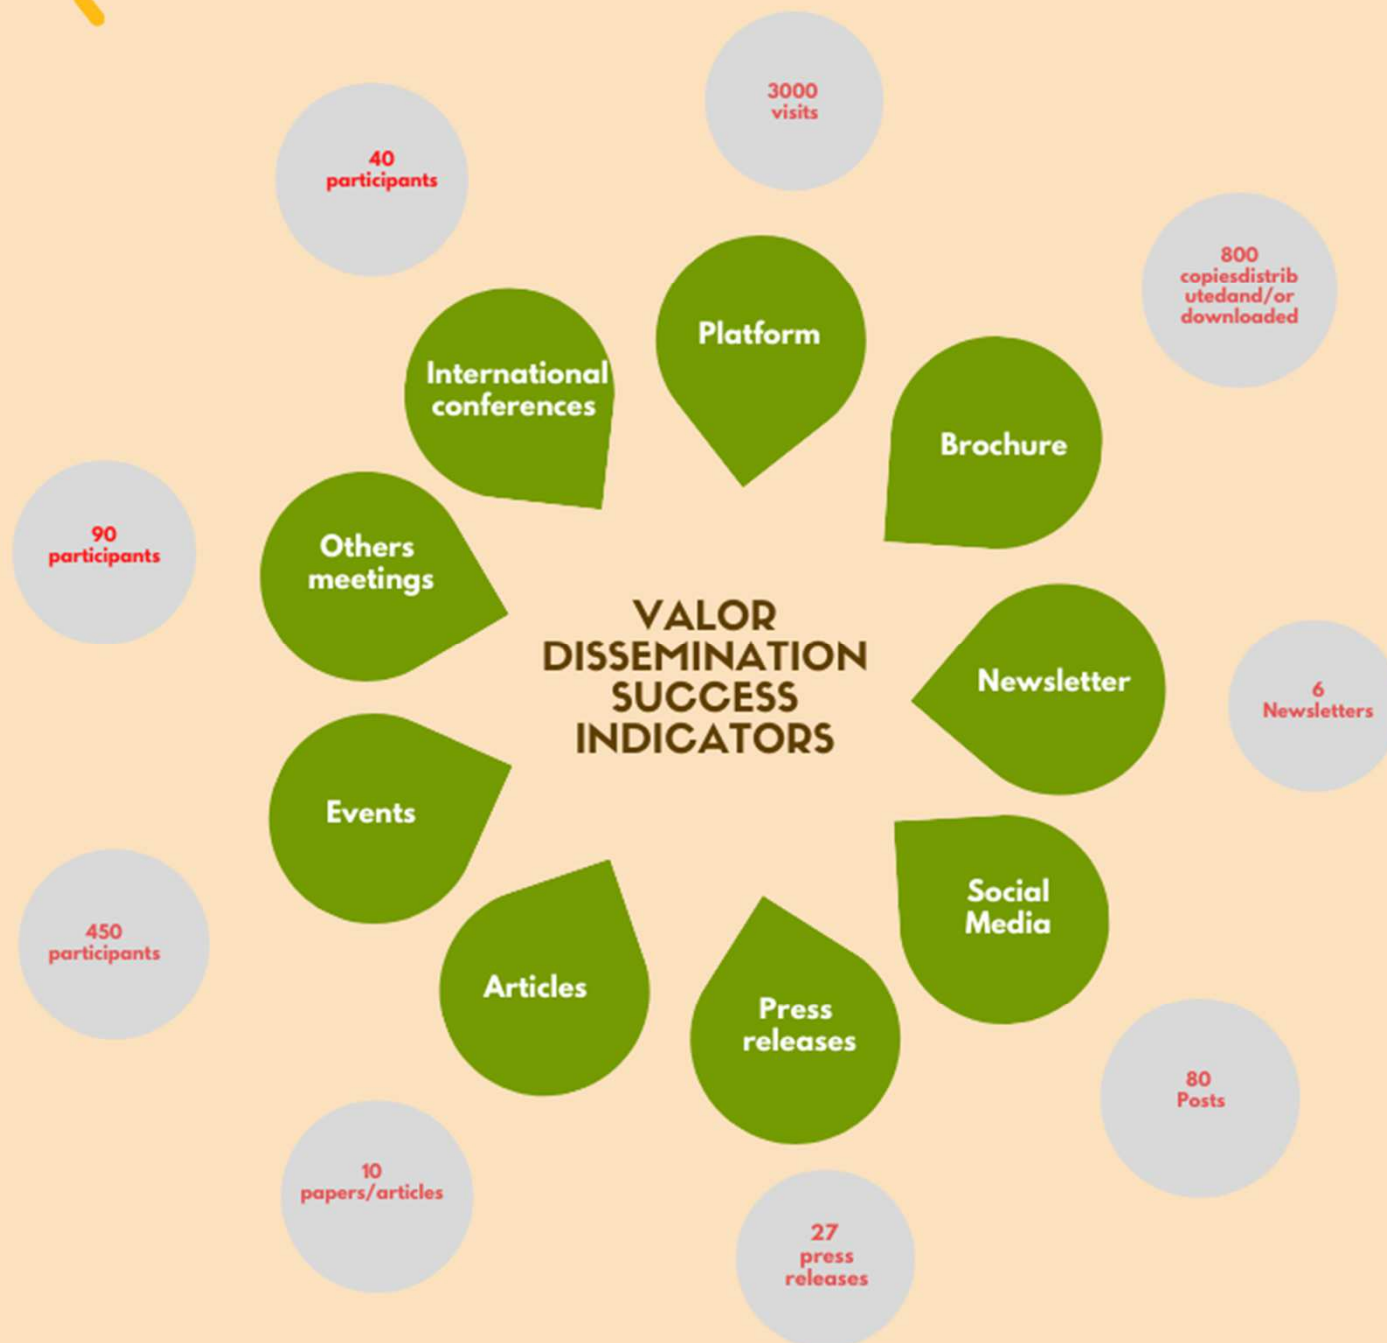 3000
visits
40
participants
800
copiesdistrib
utedand/or
downloaded
Platform
International
conferences
Brochure
90
participants
Others
meetings
VALOR
DISSEMINATION
SUCCESS
INDICATORS
Newsletter
6
Newsletters
Events
Social
Media
450
participants
Articles
Press
releases
80
Posts
10
papers/articles
27
press
releases